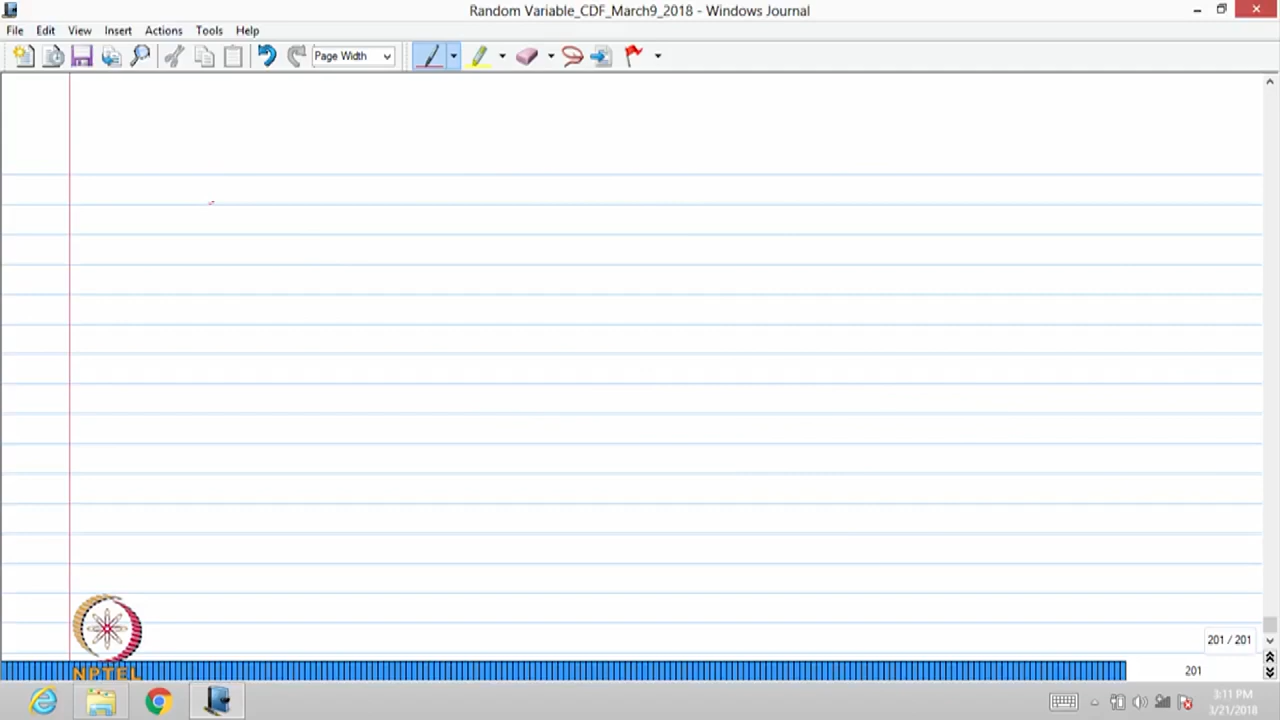 Random Variable_CDF_March9_2018 - Windows Journal
File Edit View Insert Actions Tools Help
Page Width
201 / 201
NPTEL
201
3:11 PM
3/21/2018